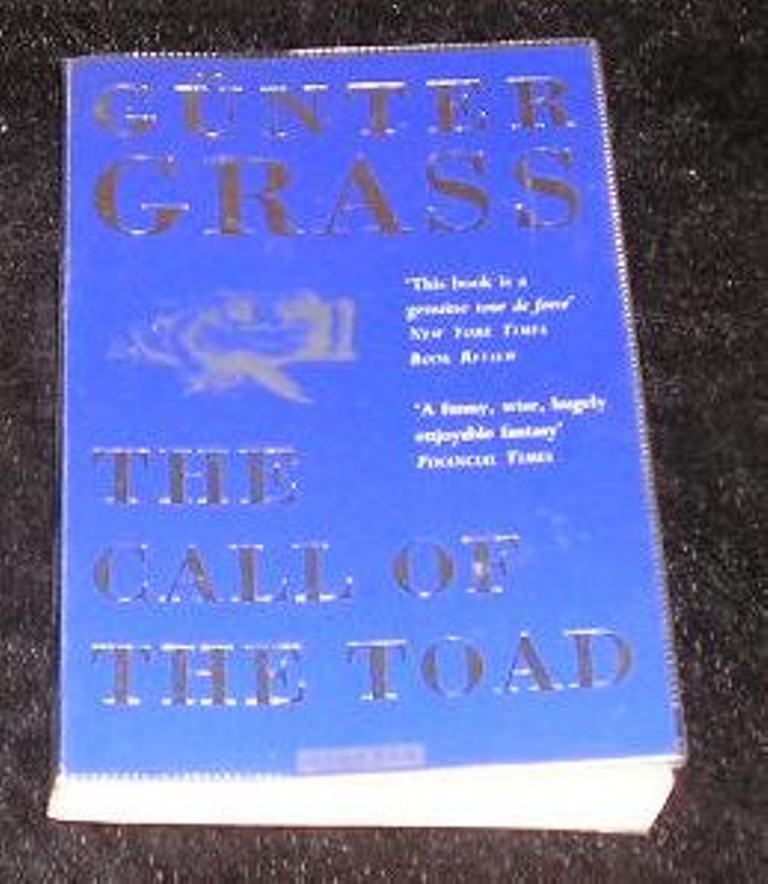 GÜNTER
GRASS
'This book is a
genuine tour de force'
NEW YORK TIMES
BOOK REVIEW
'A funny, wise, hugely
enjoyable fantasy'
FINANCIAL TIMES
THE
CALL OF
THE TOAD